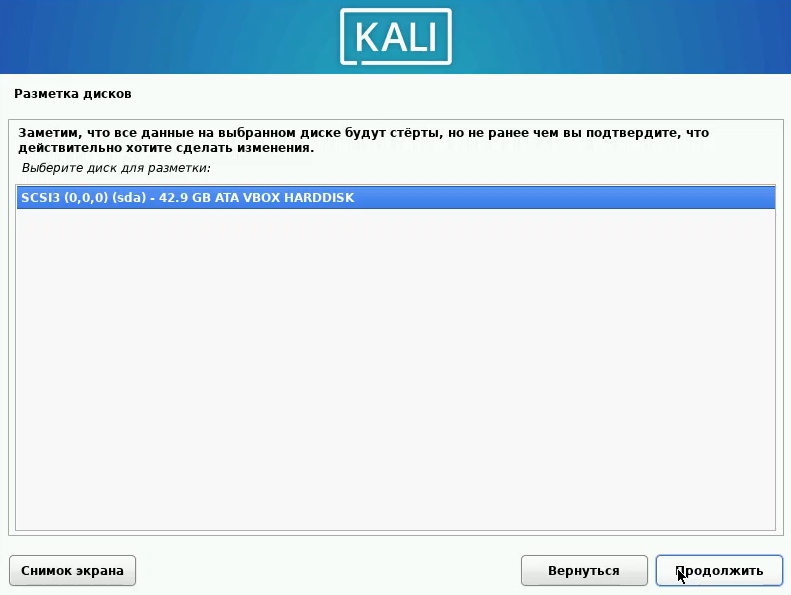 KALI
Разметка дисков
Заметим, что все данные на выбранном диске будут стёрты, но не ранее чем вы подтвердите, что
действительно хотите сделать изменения.
Выберите диск для разметки:
SCSI3 (0,0,0) (sda) - 42.9 GB ATA VBOX HARDDISK
Снимок экрана
Вернуться
Продолжить